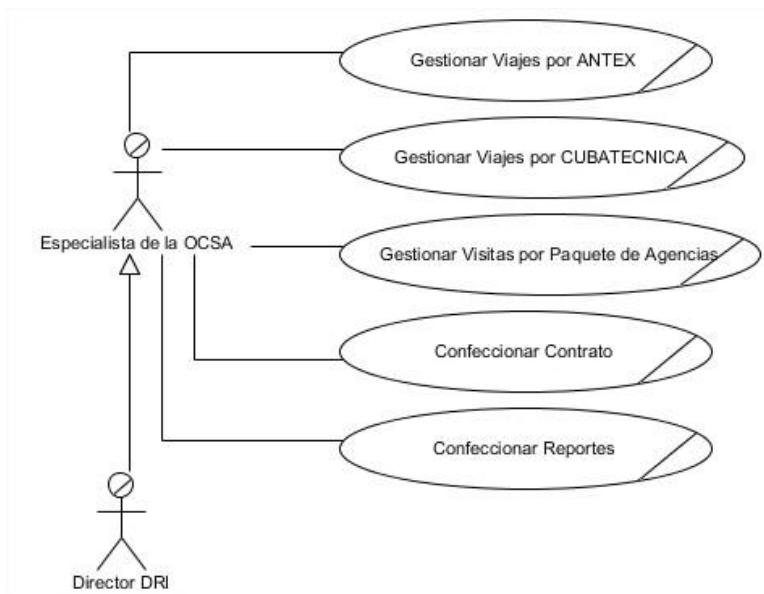 Gestionar Viajes por ANTEX
Gestionar Viajes por CUBATECNICA
Especialista de la OCSA
Gestionar Visitas por Paquete de Agencias
Confeccionar Contrato
Confeccionar Reportes
Director DRI